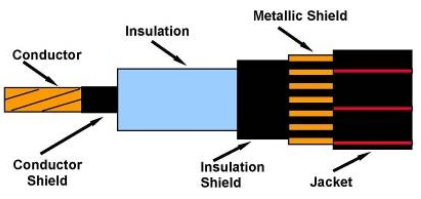 Metallic Shield
Insulation
Conductor
Conductor
Shield
Insulation
Shield
Jacket